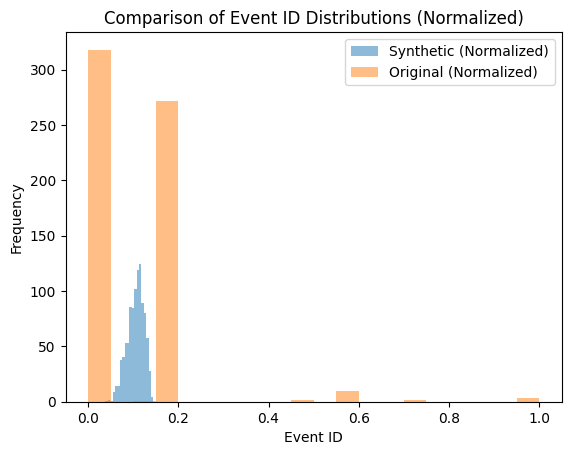 Comparison of Event ID Distributions (Normalized)
Synthetic (Normalized)
Original (Normalized)
Frequency
300
250
200
150
100
50
0
0.0 0.2 0.4 0.6 0.8 1.0
Event ID